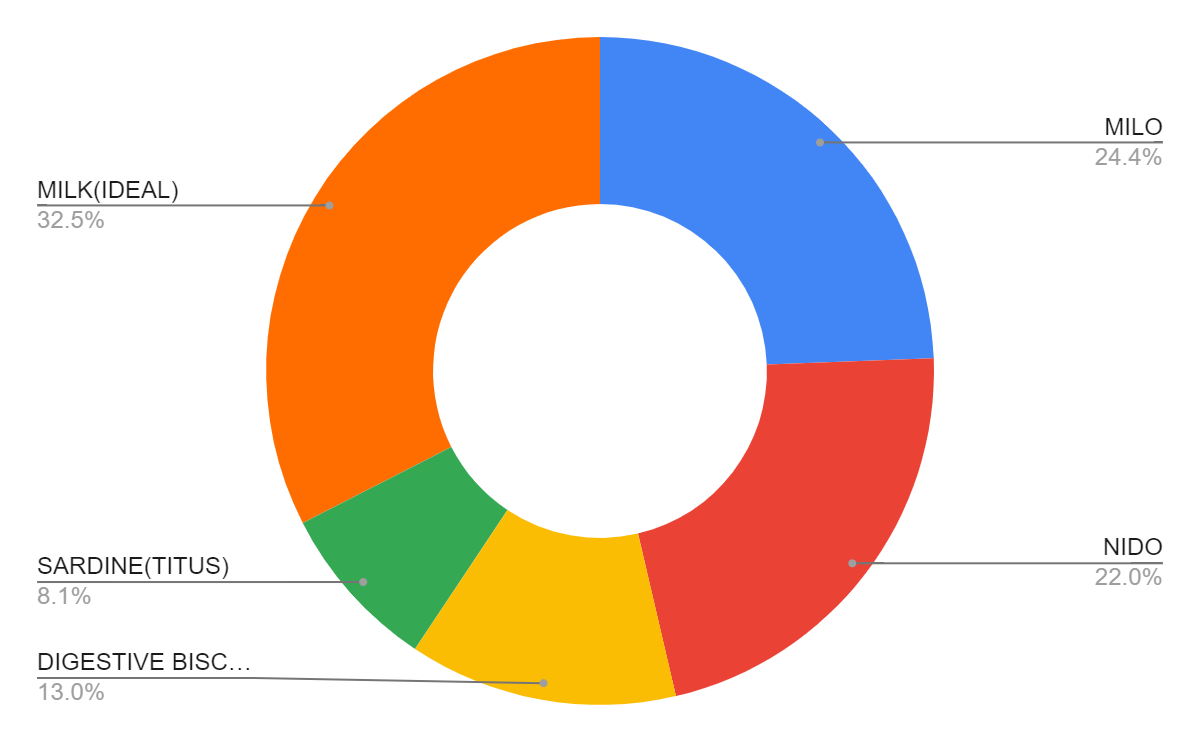 MILO
24.4%
MILK(IDEAL)
32.5%
NIDO
22.0%
SARDINE(TITUS)
8.1%
DIGESTIVE BISC…
13.0%